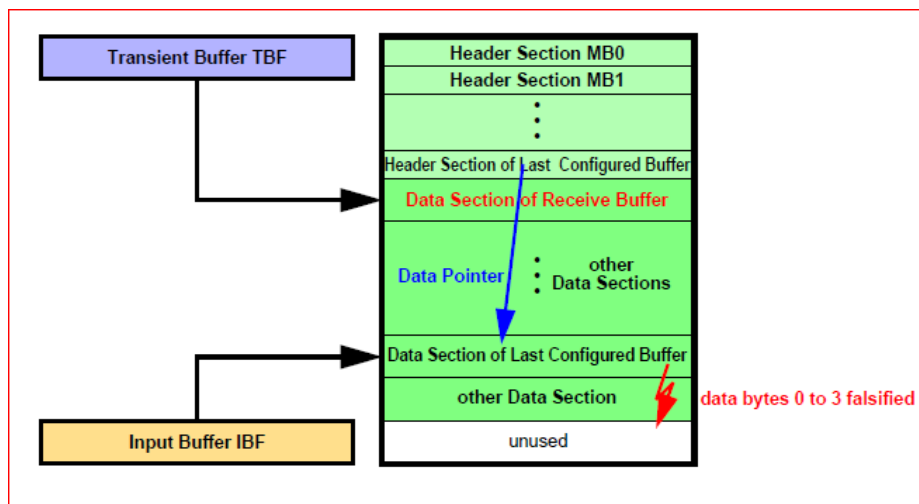 Transient Buffer TBF
Header Section MB0
Header Section MB1
Header Section of Last Configured Buffer
Data Section of Receive Buffer
Data Pointer
other
Data Sections
Data Section of Last Configured Buffer
other Data Section
data bytes 0 to 3 falsified
Input Buffer IBF
unused